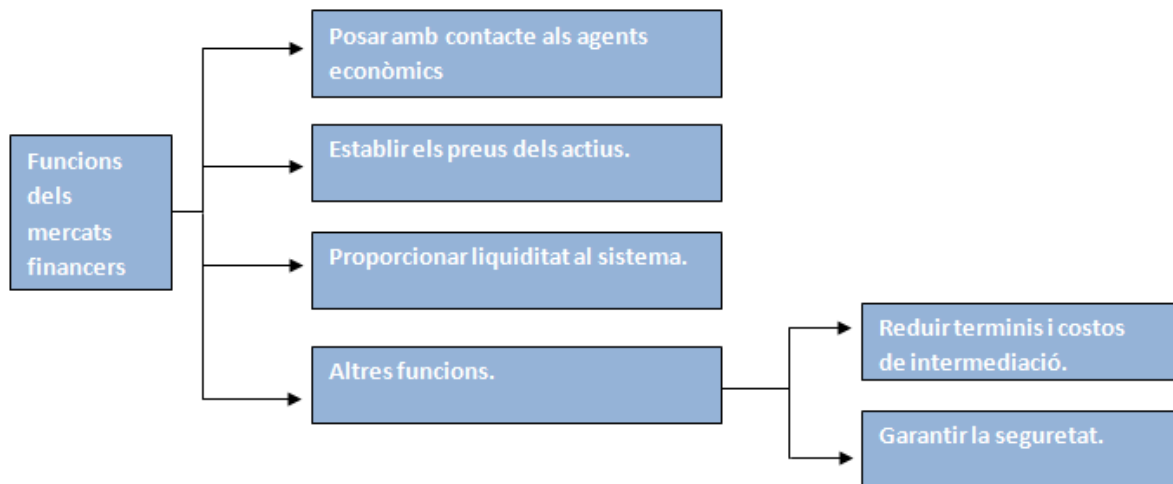 Posar amb contacte als agents
econòmics
Funcions
dels
mercats
financers
Establir els preus dels actius.
Proporcionar liquiditat al sistema.
Altres funcions.
Reduir terminis i costos
de intermediació.
Garantir la seguretat.